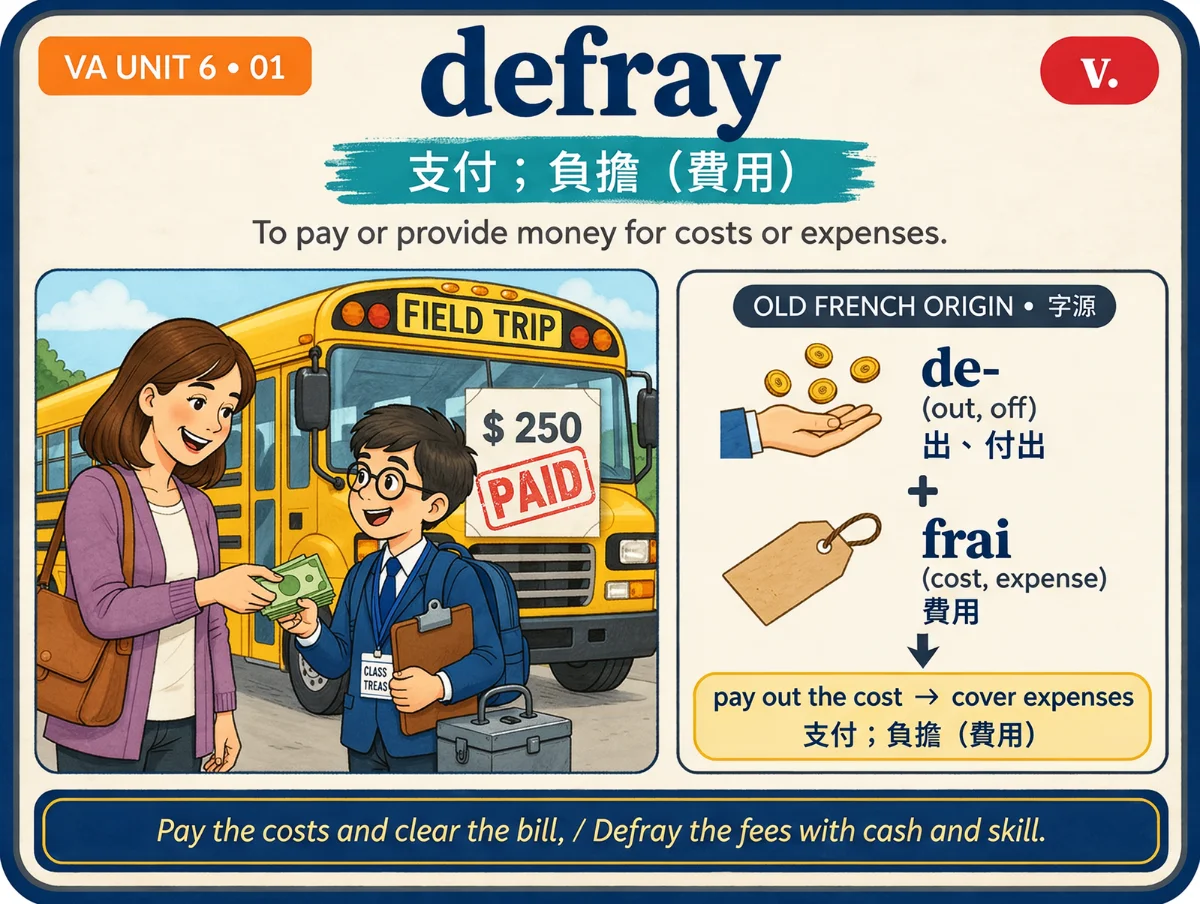 VA UNIT 6 • 01
defray
v.
支付；負擔（費用）
To pay or provide money for costs or expenses.
FIELD TRIP
$ 250
PAID
CLASS
TREAS
OLD FRENCH ORIGIN • 字源
de-
(out, off)
出、付出
+
frai
(cost, expense)
費用
pay out the cost → cover expenses
支付；負擔（費用）
Pay the costs and clear the bill, / Defray the fees with cash and skill.